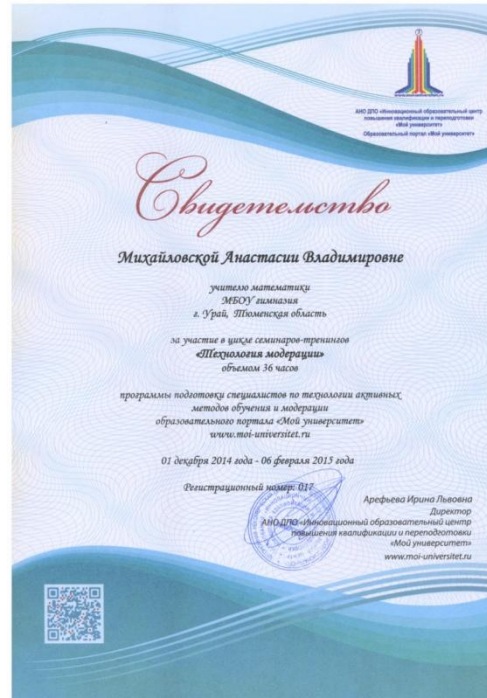 АНО ДПО «Инновационный образовательный центр
повышения квалификации и переподготовки
«Мой университет»
Образовательный портал «Мой университет»
Свидетельство
Михайловской Анастасии Владимировне
учителю математики
МБОУ гимназия
г. Урай, Тюменская область
за участие в цикле семинаров-тренингов
«Технология модерации»
объемом 36 часов
программы подготовки специалистов по технологии активных
методов обучения и модерации
образовательного портала «Мой университет»
www.moi-universitet.ru
01 декабря 2014 года - 06 февраля 2015 года
Регистрационный номер: 017
Арефьева Ирина Львовна
Директор
АНО ДПО «Инновационный образовательный центр
повышения квалификации и переподготовки
«Мой университет»
www.moi-universitet.ru